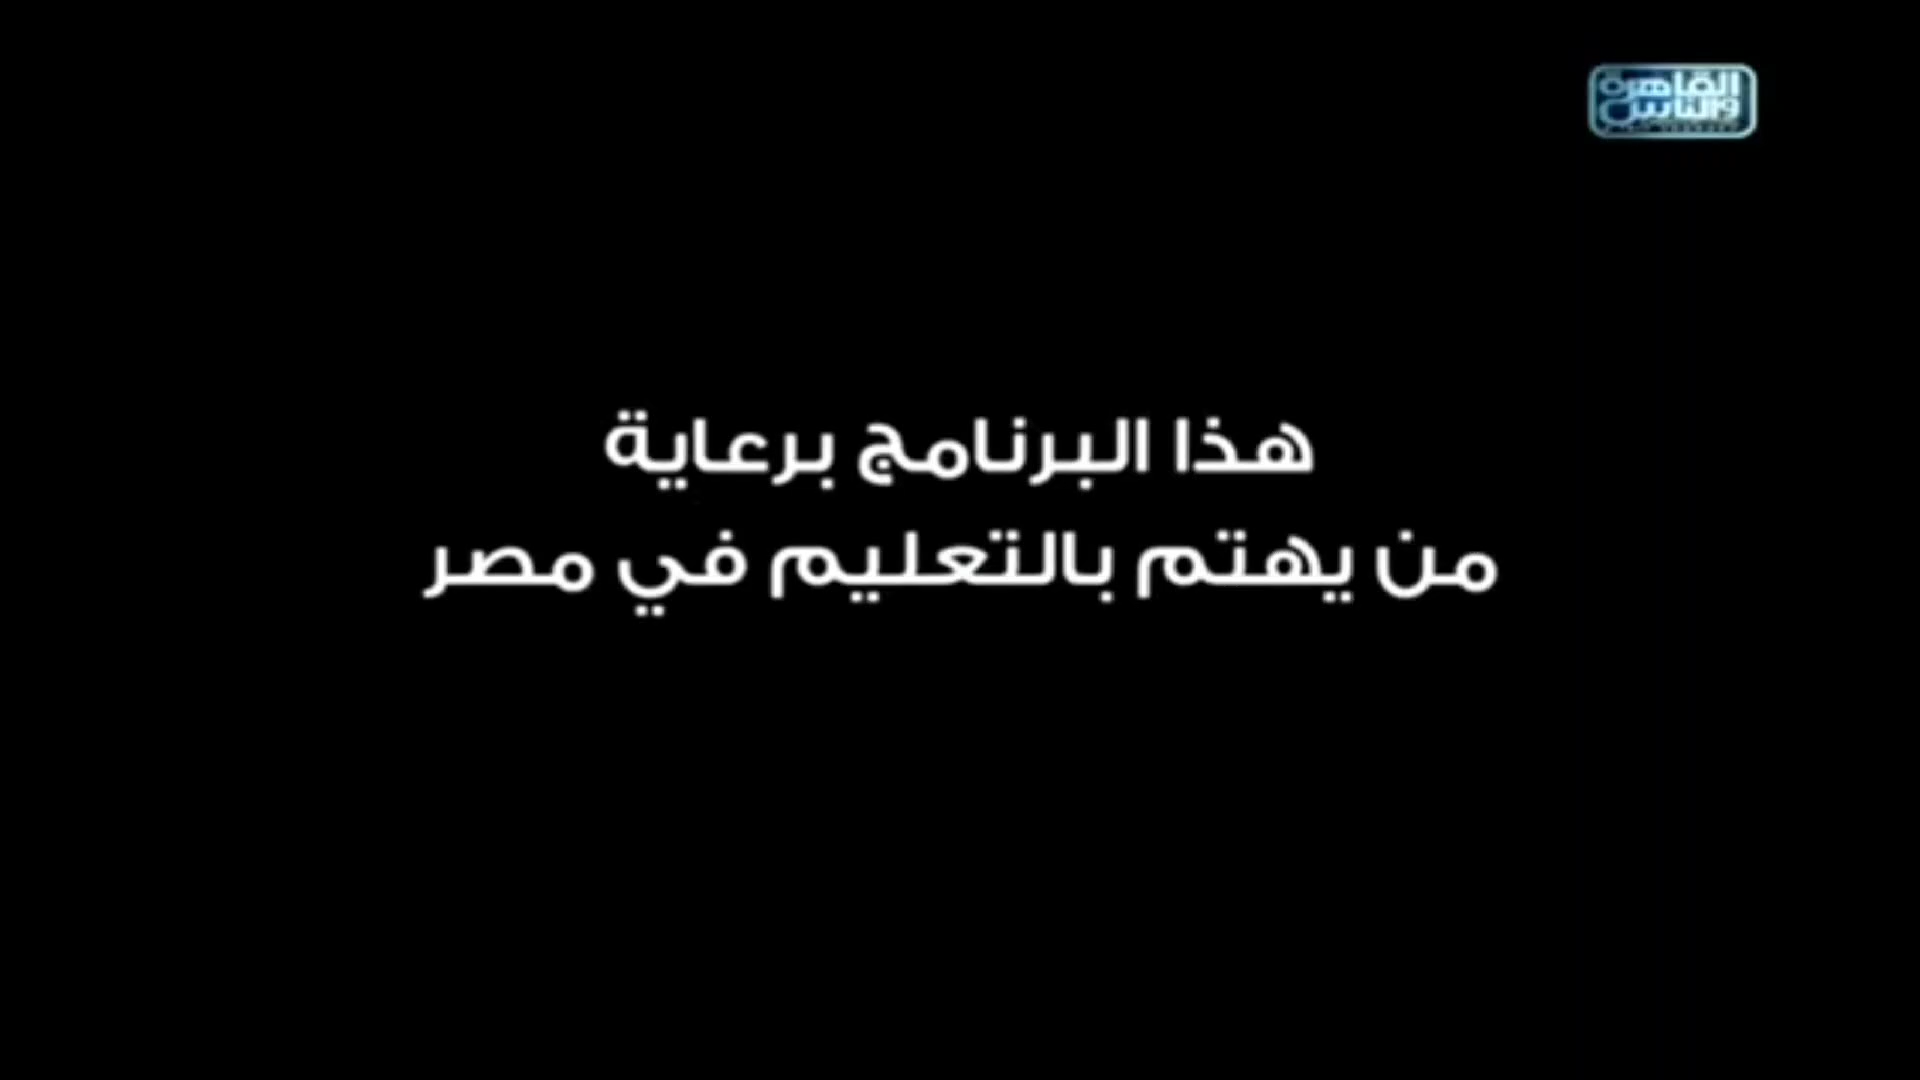 القاهرة
والناس
هذا البرنامج برعاية
من يهتم بالتعليم في مصر